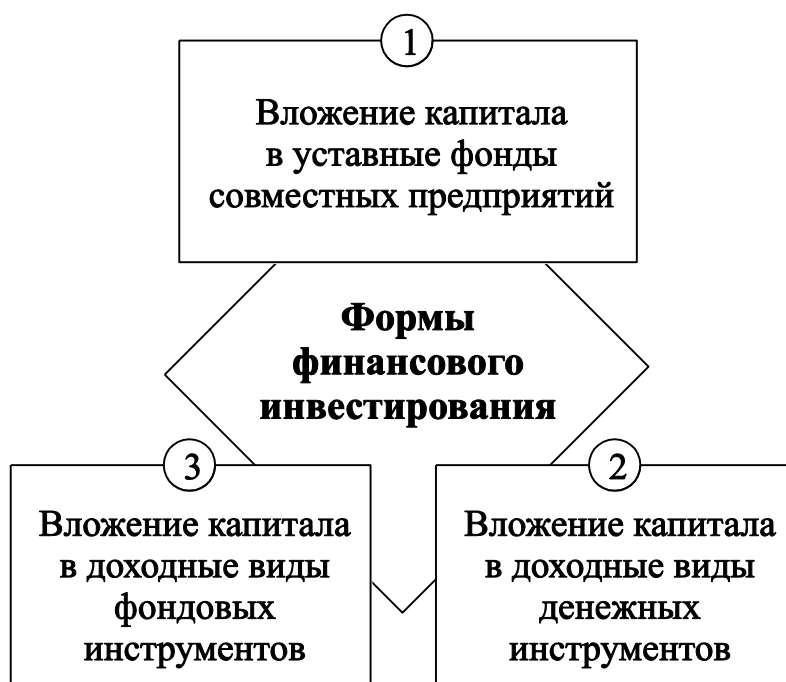 1
Вложение капитала
в уставные фонды
совместных предприятий
Формы
финансового
инвестирования
3
Вложение капитала
в доходные виды
фондовых
инструментов
2
Вложение капитала
в доходные виды
денежных
инструментов